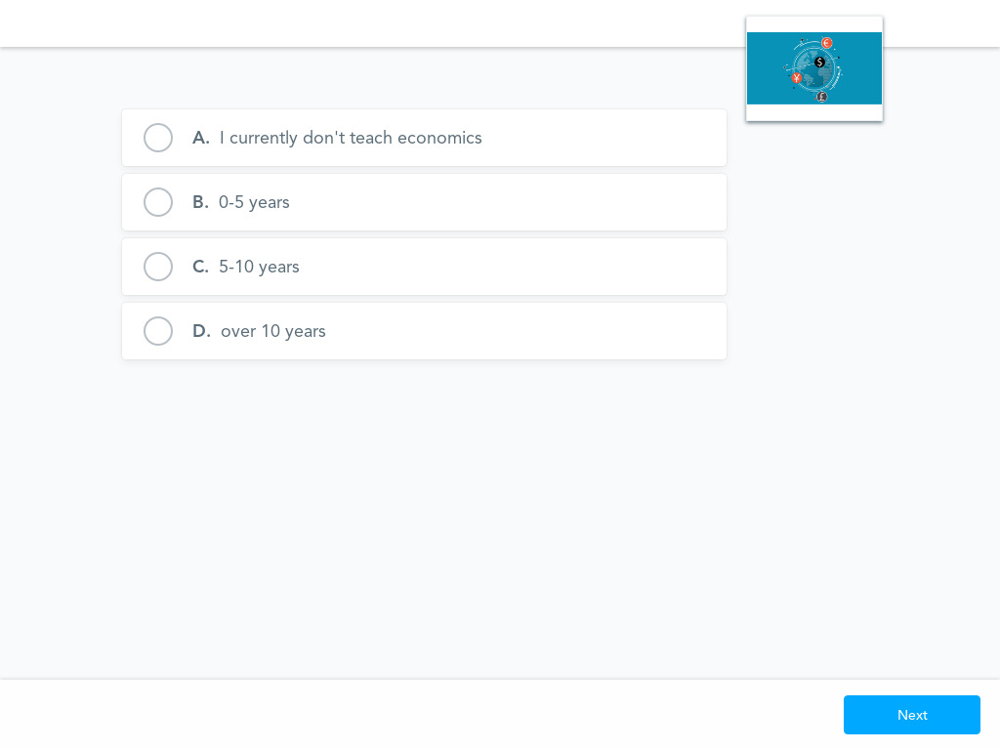 A. I currently don't teach economics
B. 0-5 years
C. 5-10 years
D. over 10 years
Next